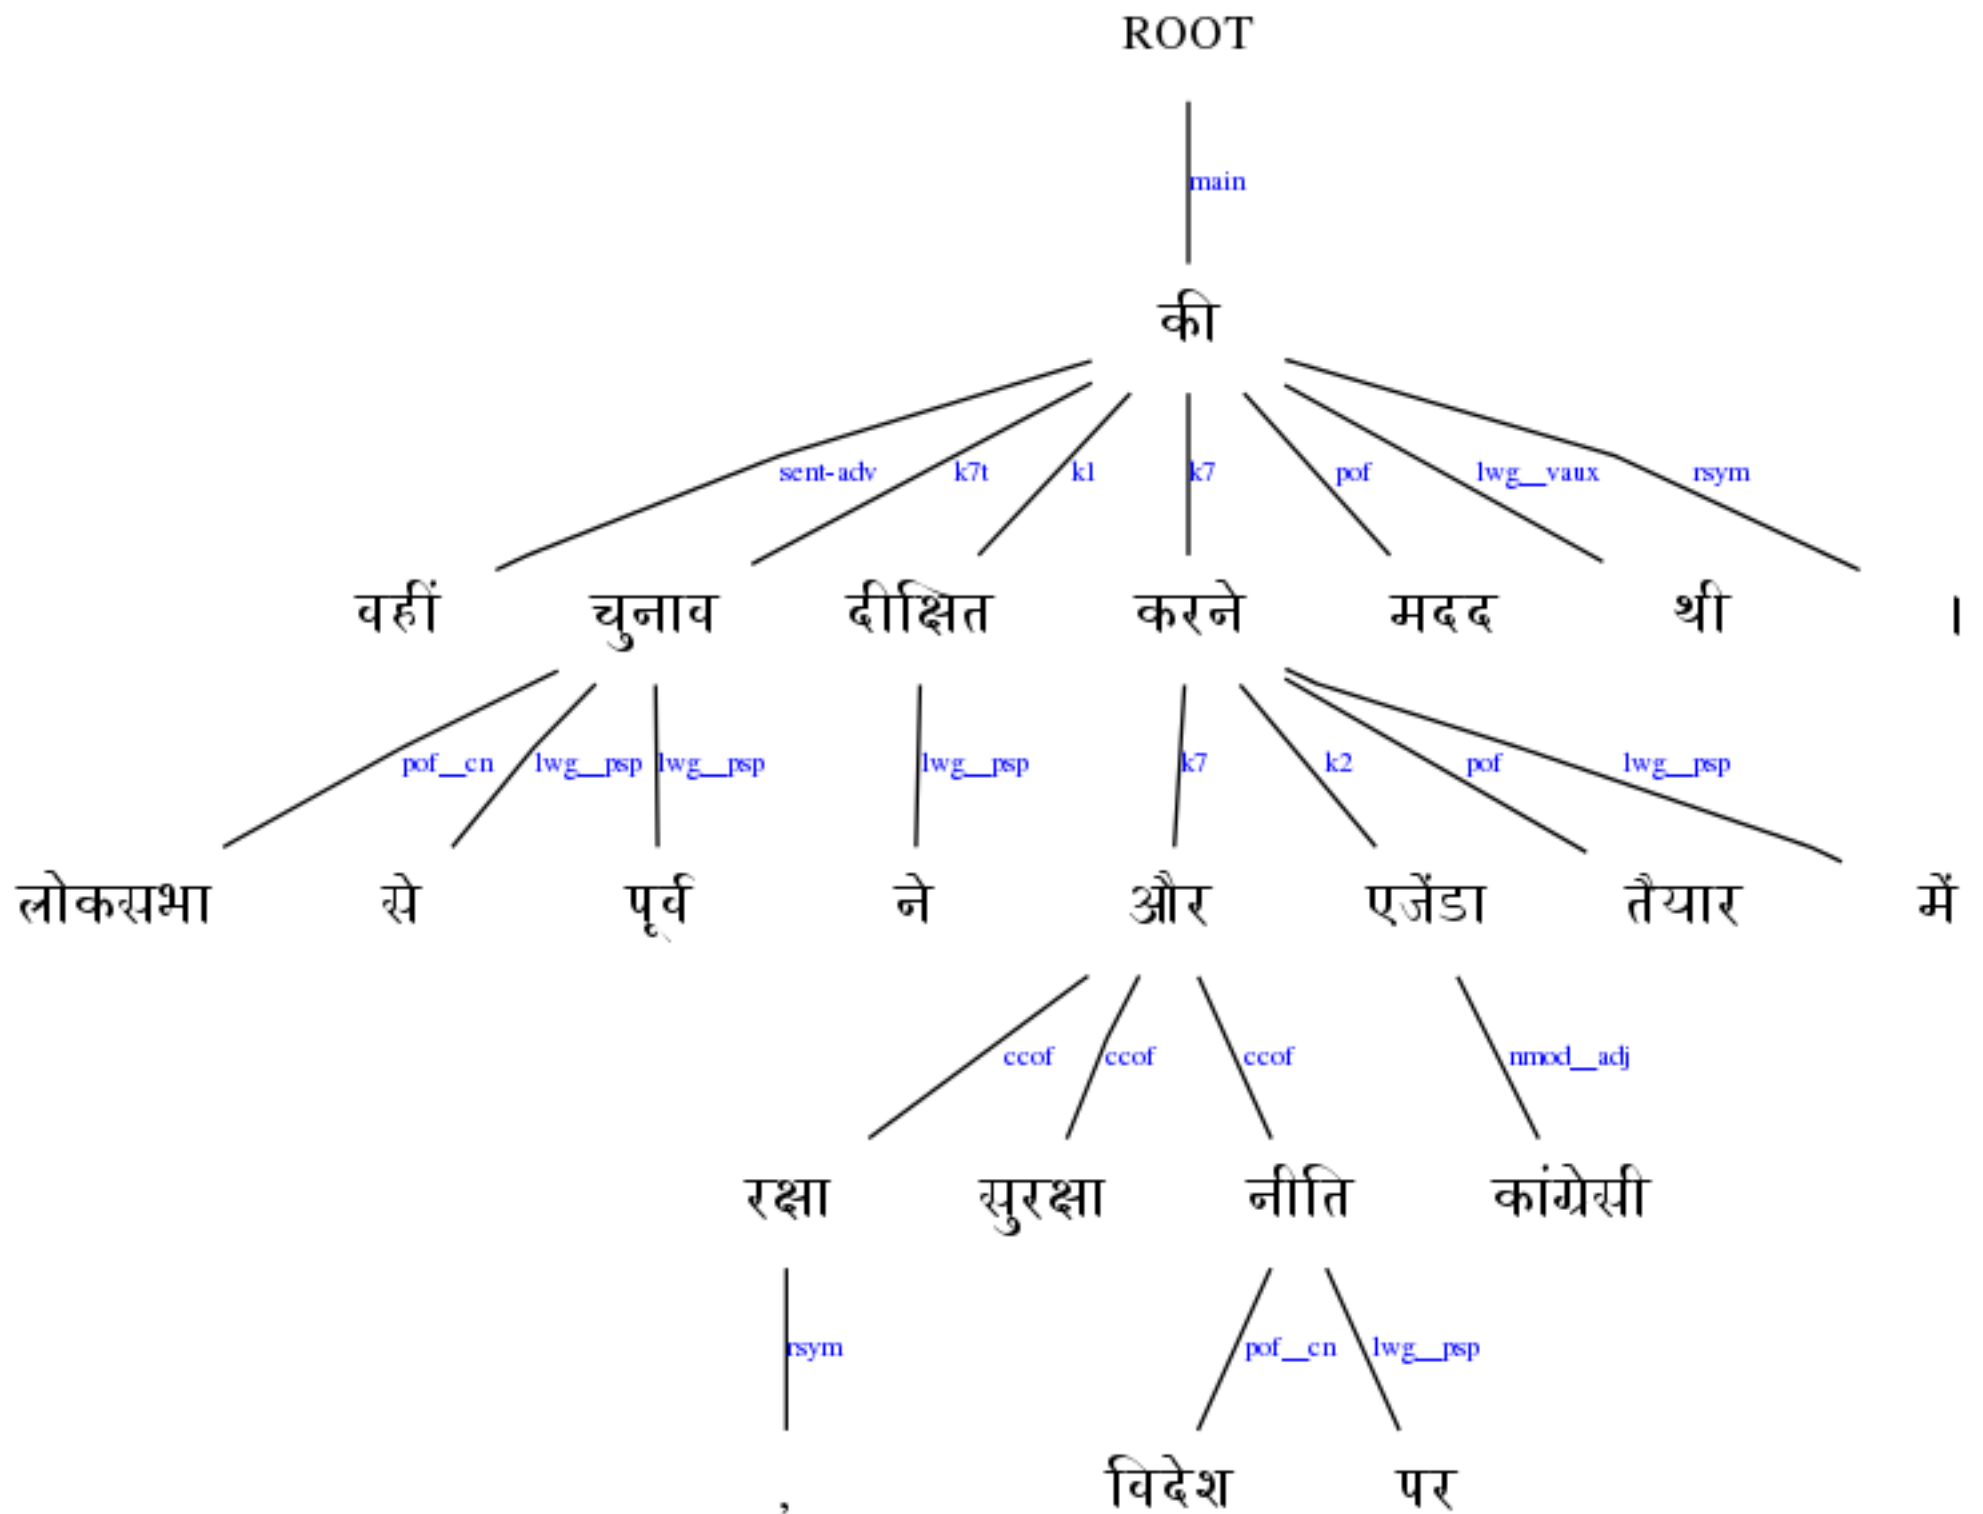 ROOT
main
की
sent-adv k7t k1 k7 pof lwg__vaux rsym
वहीं चुनाव दीक्षित करने मदद थी ।
pof__cn lwg__psp lwg__psp lwg__psp k7 k2 pof lwg__psp
लोकसभा से पूर्व ने और एजेंडा तैयार में
ccof ccof ccof nmod__adj
रक्षा सुरक्षा नीति कांग्रेसी
rsym pof__cn lwg__psp
, विदेश पर